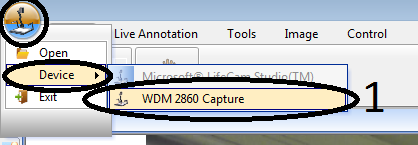 Live Annotation Tools Image Control
Open
Device Microsoft® LifeCam Studio(TM)
Exit WDM 2860 Capture 1